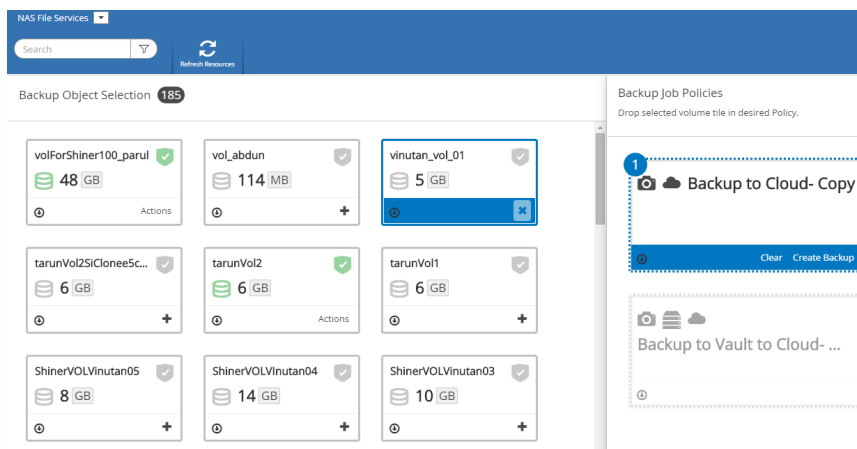 NAS File Services
Search
Refresh Resources
Backup Object Selection 185
volForShiner100_parul
48 GB
Actions
vol_abdun
114 MB
vinutan_vol_01
5 GB
tarunVol2SiClonee5c...
6 GB
tarunVol2
6 GB
Actions
tarunVol1
6 GB
ShinerVOLVinutan05
8 GB
ShinerVOLVInutan04
14 GB
ShinerVOLVinutan03
10 GB
Backup Job Policies
Drop selected volume tile in desired Policy.
1
Backup to Cloud- Copy
Clear Create Backup
Backup to Vault to Cloud- ...